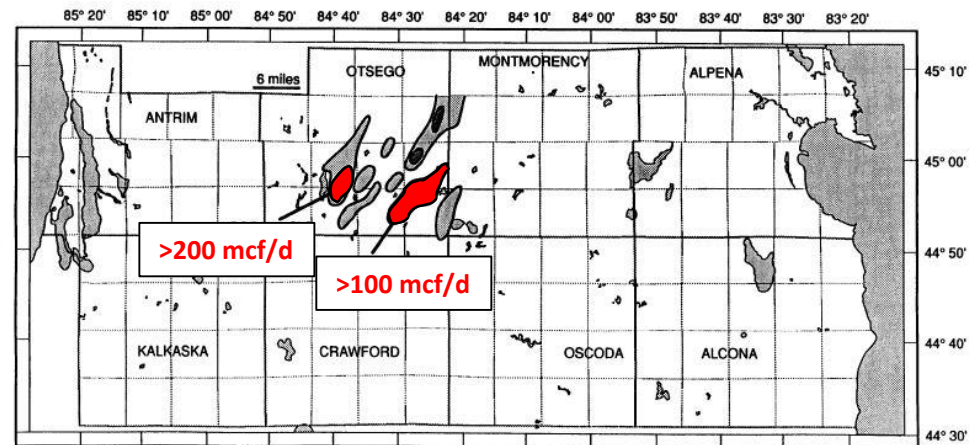 85° 20' 85° 10' 85° 00' 84° 50' 84° 40' 84° 30' 84° 20' 84° 10' 84° 00' 83° 50' 83° 40' 83° 30' 83° 20'
OTSEGO
MONTMORENCY
ALPENA
45° 10'
6 miles
ANTRIM
45° 00'
>200 mcf/d
44° 50'
>100 mcf/d
KALKASKA
CRAWFORD
OSCODA
ALCONA
44° 40'
44° 30'